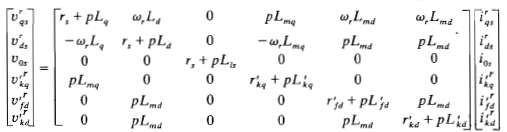 v^r_qs   r_s + pL_q   ω_r L_d   0   pL_mq   ω_r L_md   ω_r L_md   i^r_qs
v^r_ds   −ω_r L_q   r_s + pL_d   0   −ω_r L_mq   pL_md   pL_md   i^r_ds
v_0s = 0   0   r_s + pL_ls   0   0   0   i_0s
v'^r_kq   pL_mq   0   0   r'_kq + pL'_kq   0   0   i'^r_kq
v'^r_fd   0   pL_md   0   0   r'_fd + pL'_fd   pL_md   i'^r_fd
v'^r_kd   0   pL_md   0   0   pL_md   r'_kd + pL'_kd   i'^r_kd